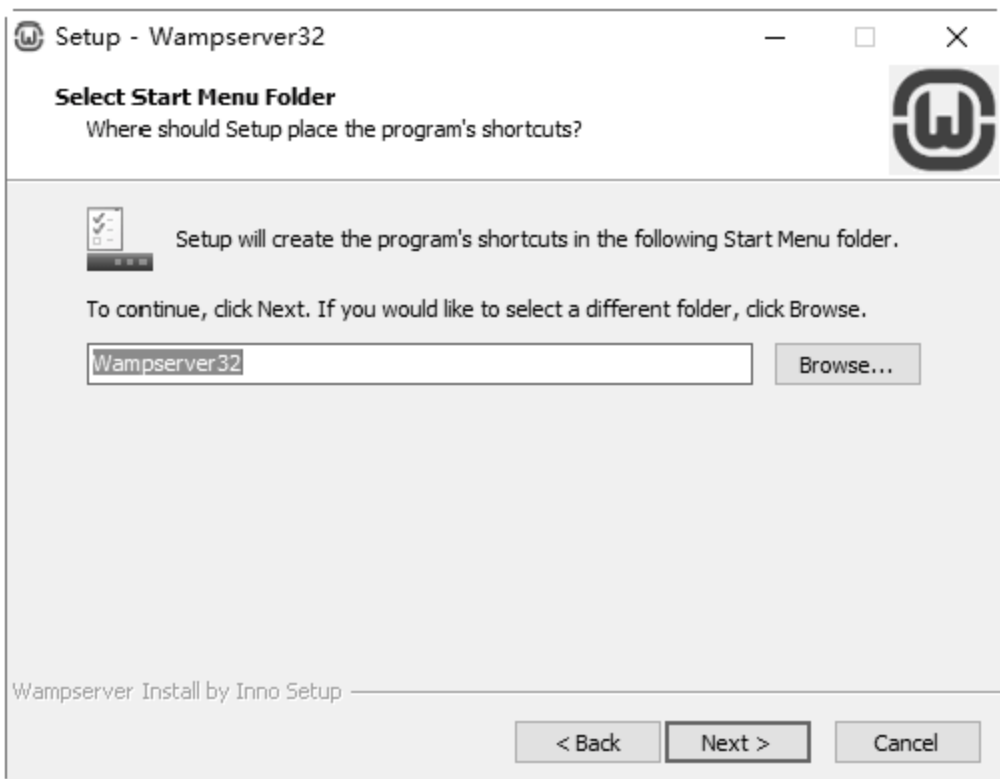 Setup - Wampserver32
Select Start Menu Folder
Where should Setup place the program's shortcuts?
Setup will create the program's shortcuts in the following Start Menu folder.
To continue, click Next. If you would like to select a different folder, click Browse.
Wampserver32
Browse...
Wampserver Install by Inno Setup
< Back
Next >
Cancel